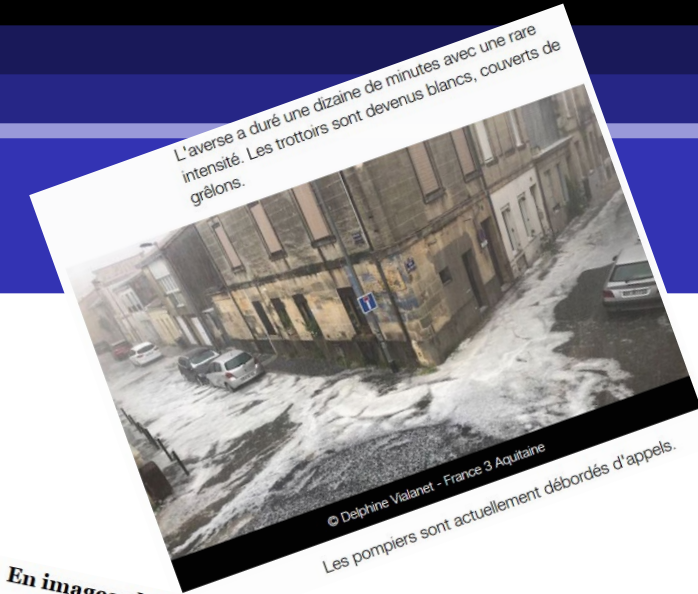 L'averse a duré une dizaine de minutes avec une rare
intensité. Les trottoirs sont devenus blancs, couverts de
grêlons.
© Delphine Vialanet - France 3 Aquitaine
Les pompiers sont actuellement débordés d'appels.
En images